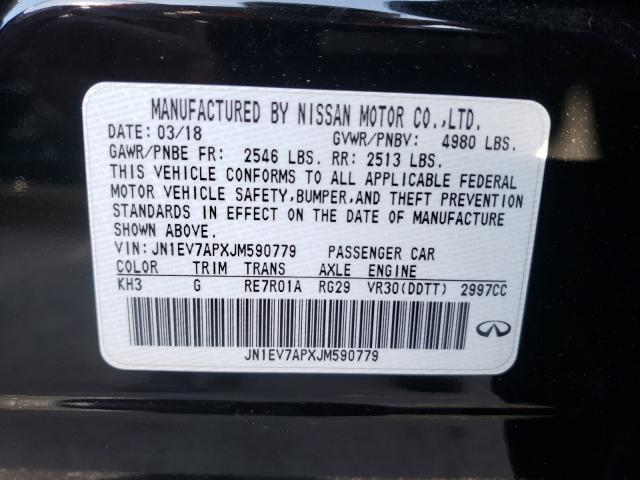 MANUFACTURED BY NISSAN MOTOR CO.,LTD.
DATE: 03/18 GVWR/PNBV: 4980 LBS.
GAWR/PNBE FR: 2546 LBS. RR: 2513 LBS.
THIS VEHICLE CONFORMS TO ALL APPLICABLE FEDERAL
MOTOR VEHICLE SAFETY,BUMPER,AND THEFT PREVENTION
STANDARDS IN EFFECT ON THE DATE OF MANUFACTURE
SHOWN ABOVE.
VIN: JN1EV7APXJM590779 PASSENGER CAR
COLOR TRIM TRANS AXLE ENGINE
KH3 G RE7R01A RG29 VR30(DDTT) 2997CC
JN1EV7APXJM590779
INFINITI